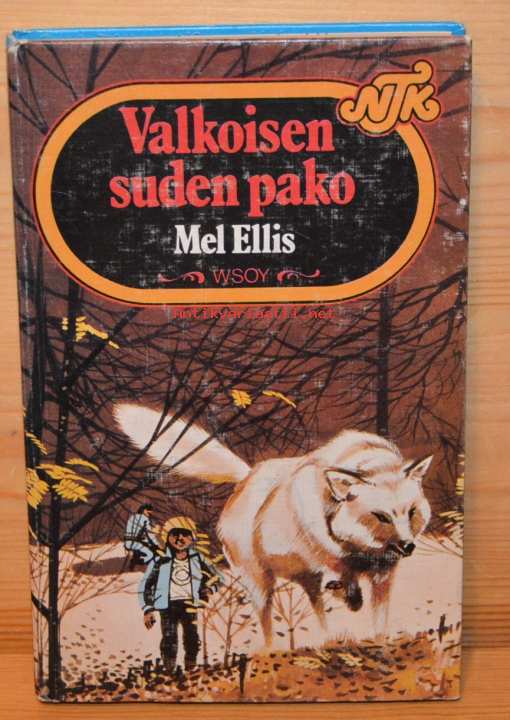 NTK
Valkoisen
suden pako
Mel Ellis
WSOY
antikvariaatti.net